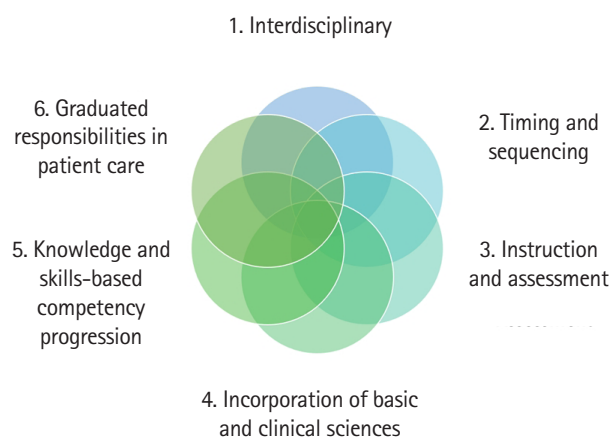 1. Interdisciplinary
2. Timing and
sequencing
3. Instruction
and assessment
4. Incorporation of basic
and clinical sciences
5. Knowledge and
skills-based
competency
progression
6. Graduated
responsibilities in
patient care